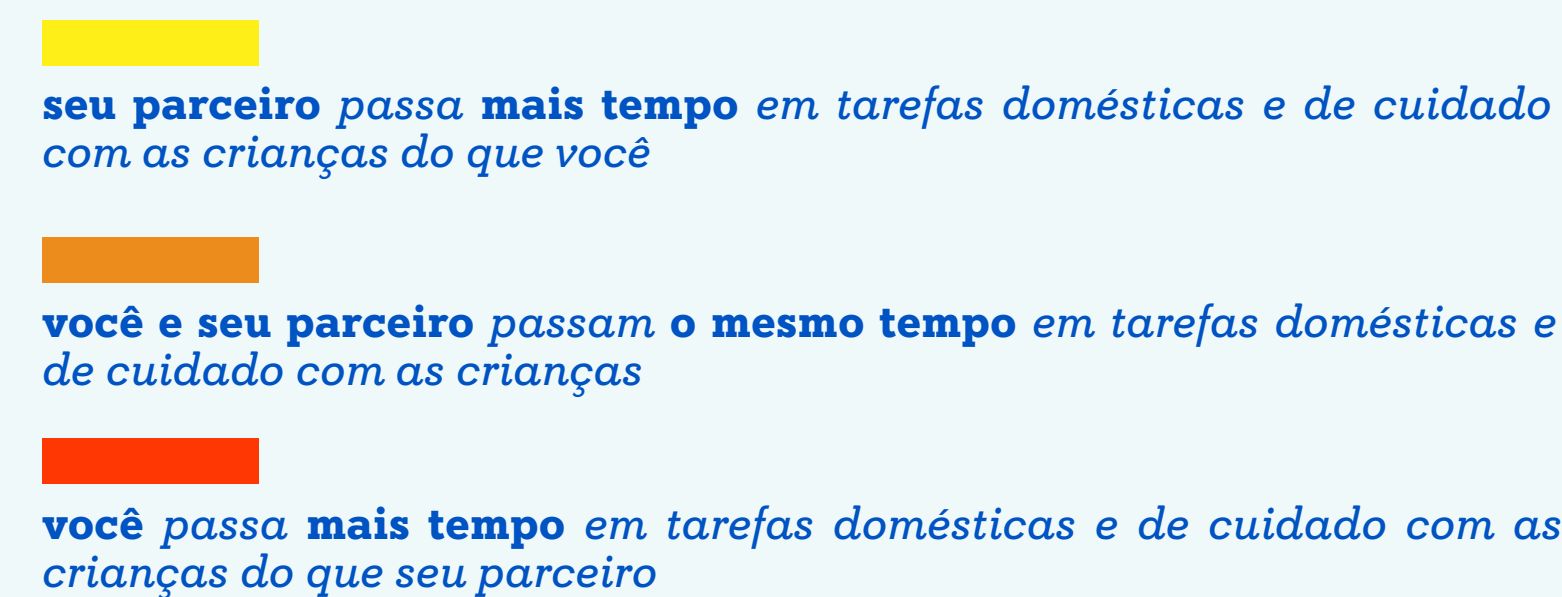 seu parceiro passa mais tempo em tarefas domésticas e de cuidado
com as crianças do que você
você e seu parceiro passam o mesmo tempo em tarefas domésticas e
de cuidado com as crianças
você passa mais tempo em tarefas domésticas e de cuidado com as
crianças do que seu parceiro